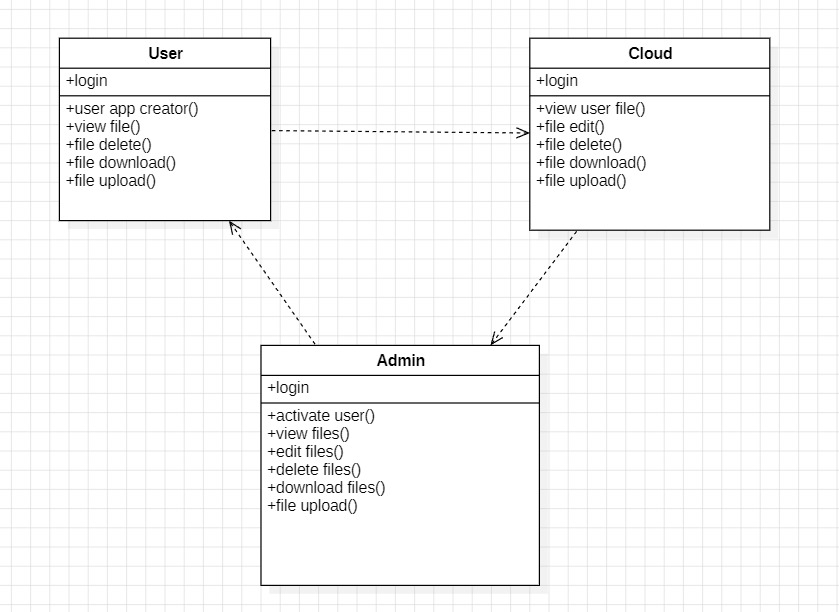 User
+login
+user app creator()
+view file()
+file delete()
+file download()
+file upload()
Cloud
+login
+view user file()
+file edit()
+file delete()
+file download()
+file upload()
Admin
+login
+activate user()
+view files()
+edit files()
+delete files()
+download files()
+file upload()